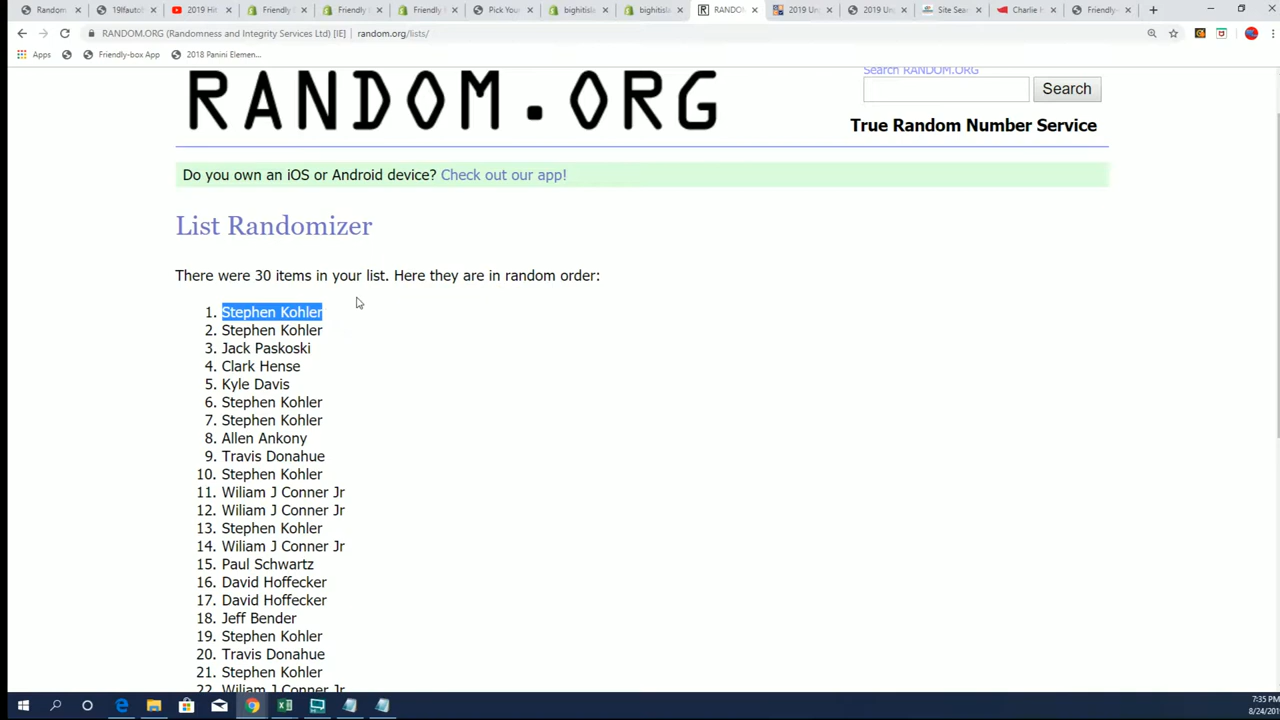 Random
19lfautob
2019 Hit
Friendly
Friendly
Friendly
Pick Your
bighitisla
bighitisla
RANDO
2019 Un
2019 Un
Site Sear
Charlie H
Friendly-
RANDOM.ORG (Randomness and Integrity Services Ltd) [IE] | random.org/lists/
Apps
Friendly-box App
2018 Panini Elemen...
RANDOM.ORG
Search RANDOM.ORG
Search
True Random Number Service
Do you own an iOS or Android device? Check out our app!
List Randomizer
There were 30 items in your list. Here they are in random order:
1. Stephen Kohler
2. Stephen Kohler
3. Jack Paskoski
4. Clark Hense
5. Kyle Davis
6. Stephen Kohler
7. Stephen Kohler
8. Allen Ankony
9. Travis Donahue
10. Stephen Kohler
11. Wiliam J Conner Jr
12. Wiliam J Conner Jr
13. Stephen Kohler
14. Wiliam J Conner Jr
15. Paul Schwartz
16. David Hoffecker
17. David Hoffecker
18. Jeff Bender
19. Stephen Kohler
20. Travis Donahue
21. Stephen Kohler
22. Wiliam J Conner Jr
7:35 PM
8/24/201